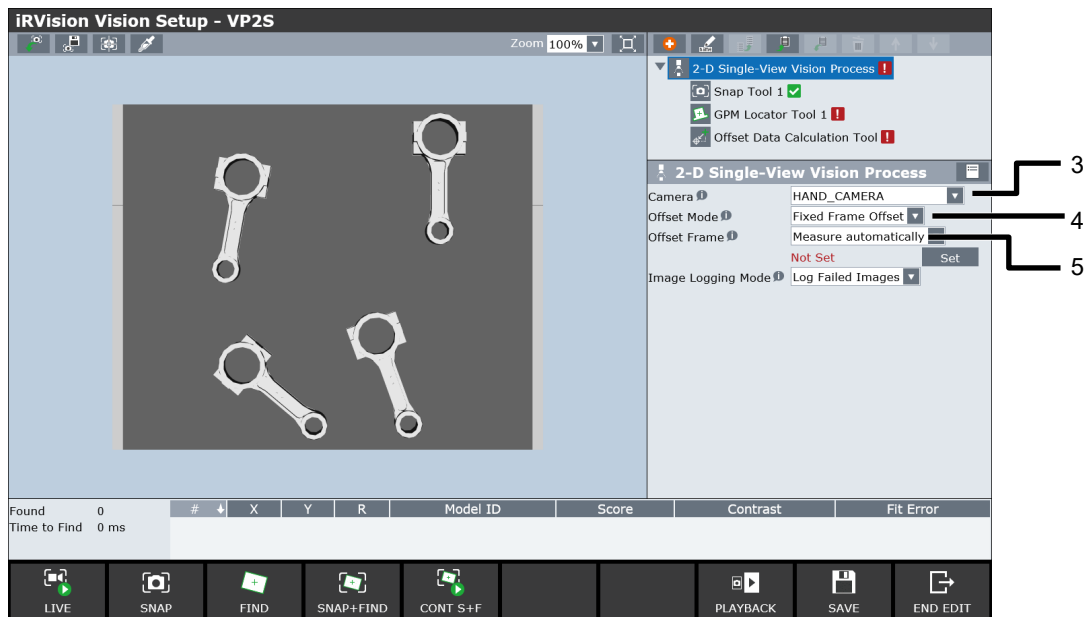 iRVision Vision Setup - VP2S
Zoom 100%
2-D Single-View Vision Process
Snap Tool 1
GPM Locator Tool 1
Offset Data Calculation Tool
2-D Single-View Vision Process
Camera HAND_CAMERA
3
Offset Mode Fixed Frame Offset
4
Offset Frame Measure automatically
5
Not Set Set
Image Logging Mode Log Failed Images
Found 0
Time to Find 0 ms
# X Y R Model ID Score Contrast Fit Error
LIVE SNAP FIND SNAP+FIND CONT S+F PLAYBACK SAVE END EDIT